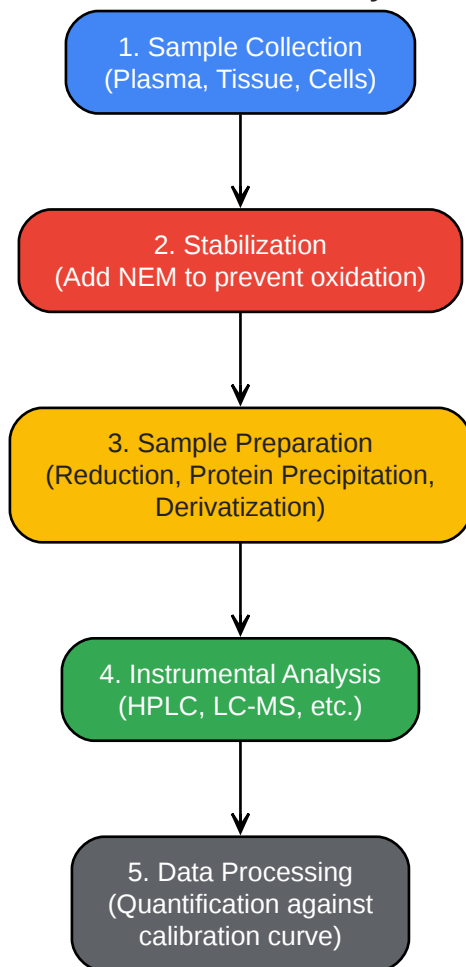 1. Sample Collection
(Plasma, Tissue, Cells)
2. Stabilization
(Add NEM to prevent oxidation)
3. Sample Preparation
(Reduction, Protein Precipitation,
Derivatization)
4. Instrumental Analysis
(HPLC, LC-MS, etc.)
5. Data Processing
(Quantification against
calibration curve)